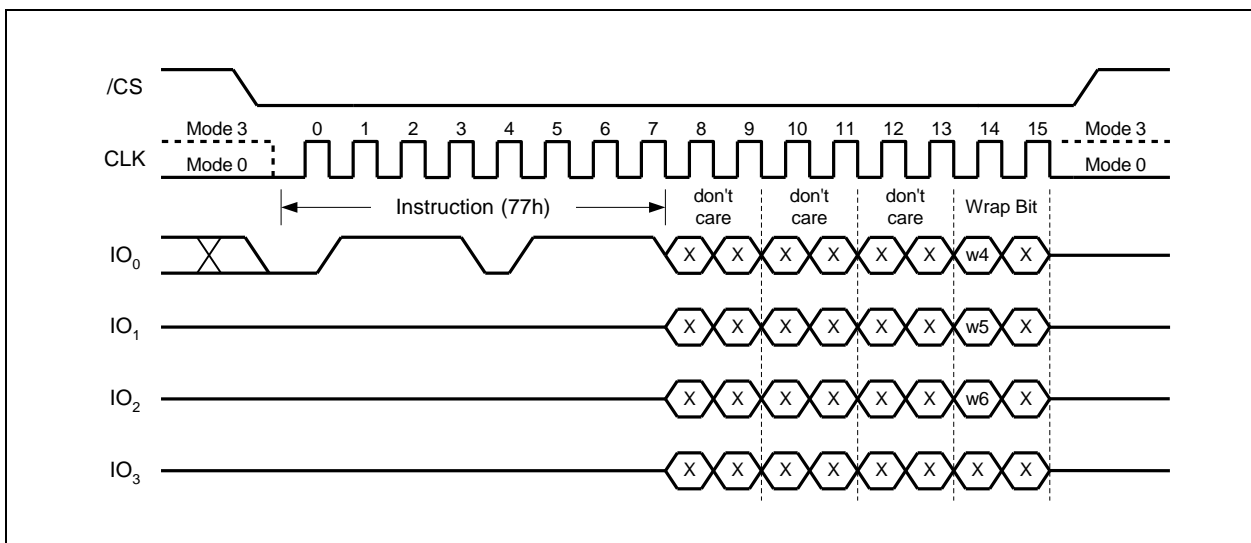 /CS
Mode 3 0 1 2 3 4 5 6 7 8 9 10 11 12 13 14 15 Mode 3
CLK
Mode 0 Mode 0
Instruction (77h) don't care don't care don't care Wrap Bit
IO0 X X X X X X w4 X
IO1 X X X X X X w5 X
IO2 X X X X X X w6 X
IO3 X X X X X X X X